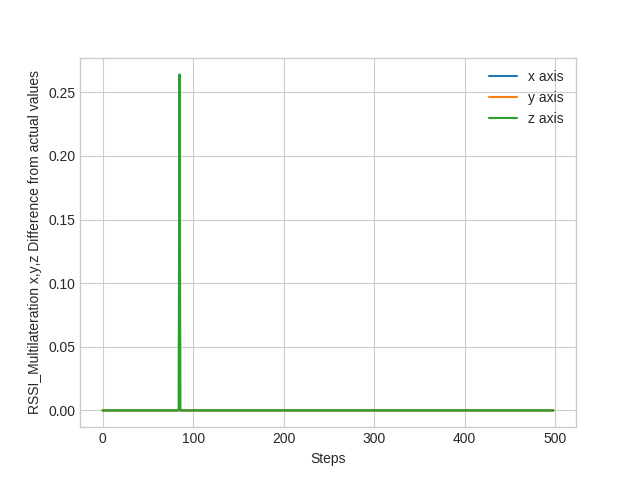 RSSI_Multilateration x,y,z Difference from actual values
0.25
0.20
0.15
0.10
0.05
0.00
x axis
y axis
z axis
0 100 200 300 400 500
Steps